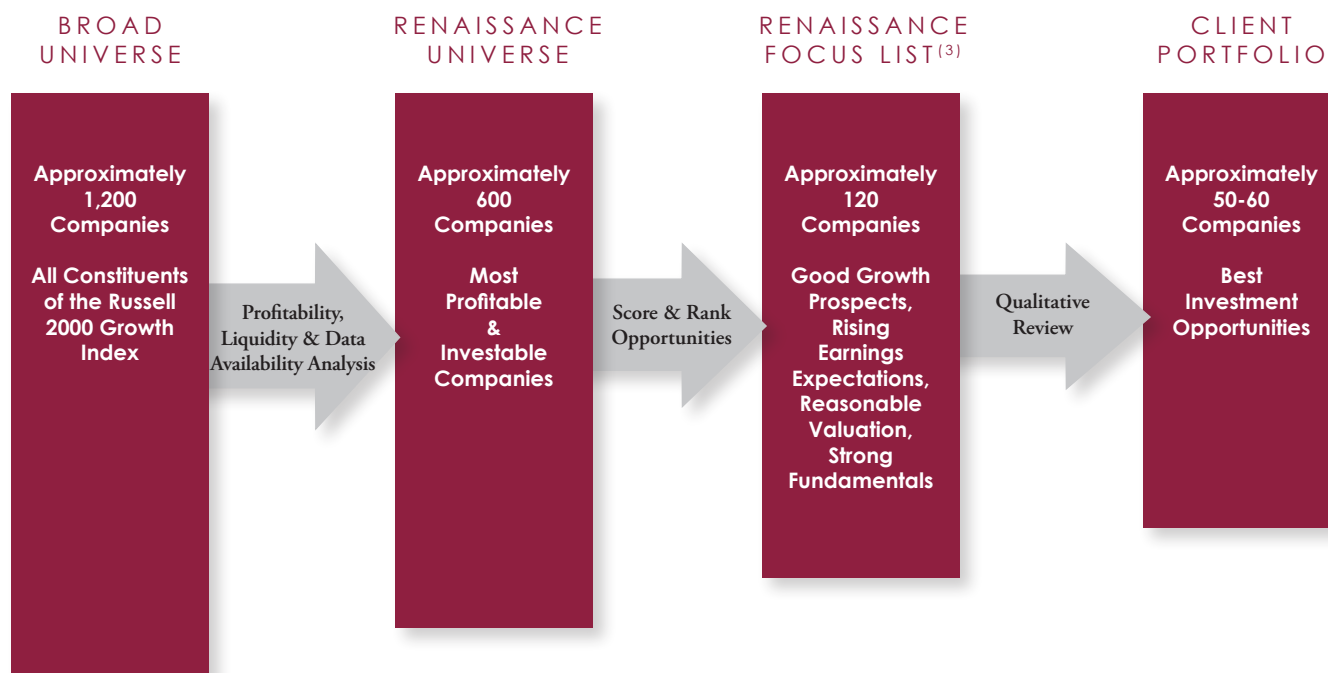 BROAD
UNIVERSE
Approximately
1,200
Companies
All Constituents
of the Russell
2000 Growth
Index
Profitability,
Liquidity & Data
Availability Analysis
RENAISSANCE
UNIVERSE
Approximately
600
Companies
Most
Profitable
&
Investable
Companies
Score & Rank
Opportunities
RENAISSANCE
FOCUS LIST(3)
Approximately
120
Companies
Good Growth
Prospects,
Rising
Earnings
Expectations,
Reasonable
Valuation,
Strong
Fundamentals
Qualitative
Review
CLIENT
PORTFOLIO
Approximately
50-60
Companies
Best
Investment
Opportunities